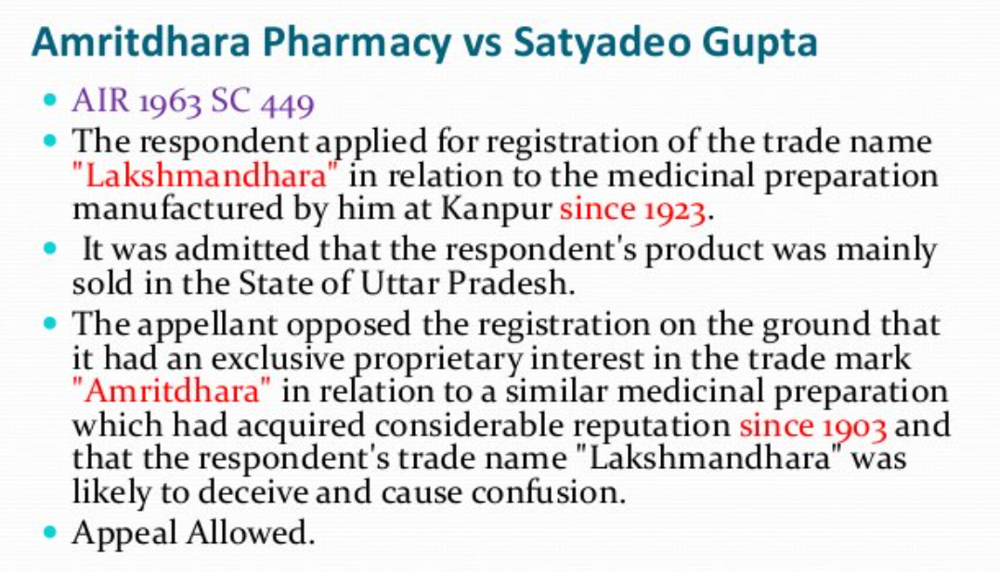 Amritdhara Pharmacy vs Satyadeo Gupta
• AIR 1963 SC 449
• The respondent applied for registration of the trade name
"Lakshmandhara" in relation to the medicinal preparation
manufactured by him at Kanpur since 1923.
• It was admitted that the respondent's product was mainly
sold in the State of Uttar Pradesh.
• The appellant opposed the registration on the ground that
it had an exclusive proprietary interest in the trade mark
"Amritdhara" in relation to a similar medicinal preparation
which had acquired considerable reputation since 1903 and
that the respondent's trade name "Lakshmandhara" was
likely to deceive and cause confusion.
• Appeal Allowed.